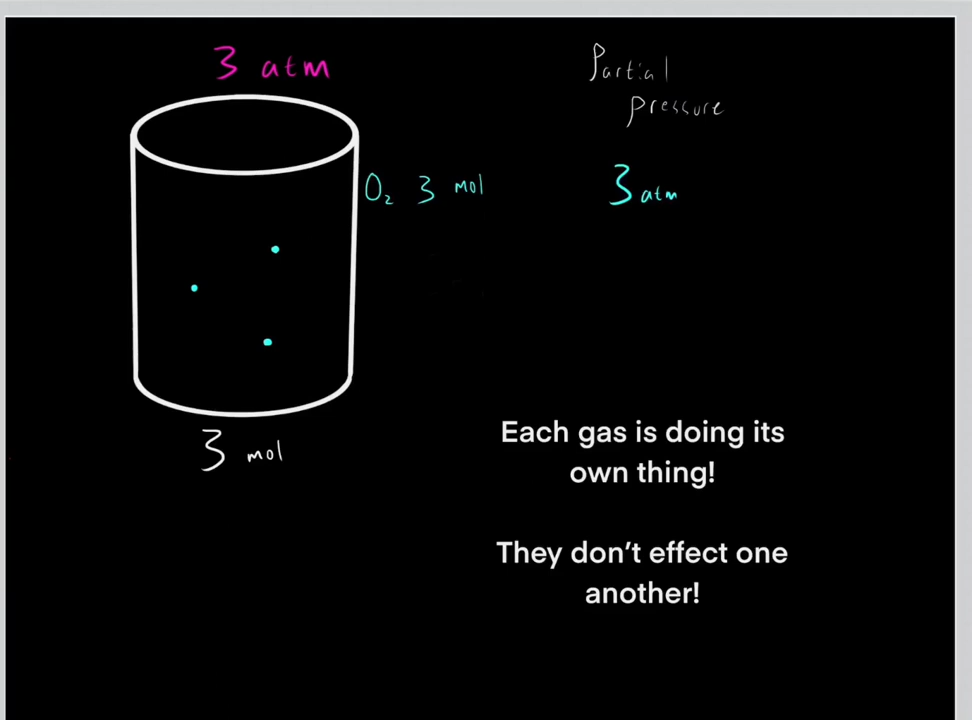 3 atm
Partial
pressure
O₂ 3 mol
3 atm
3 mol
Each gas is doing its
own thing!
They don't effect one
another!